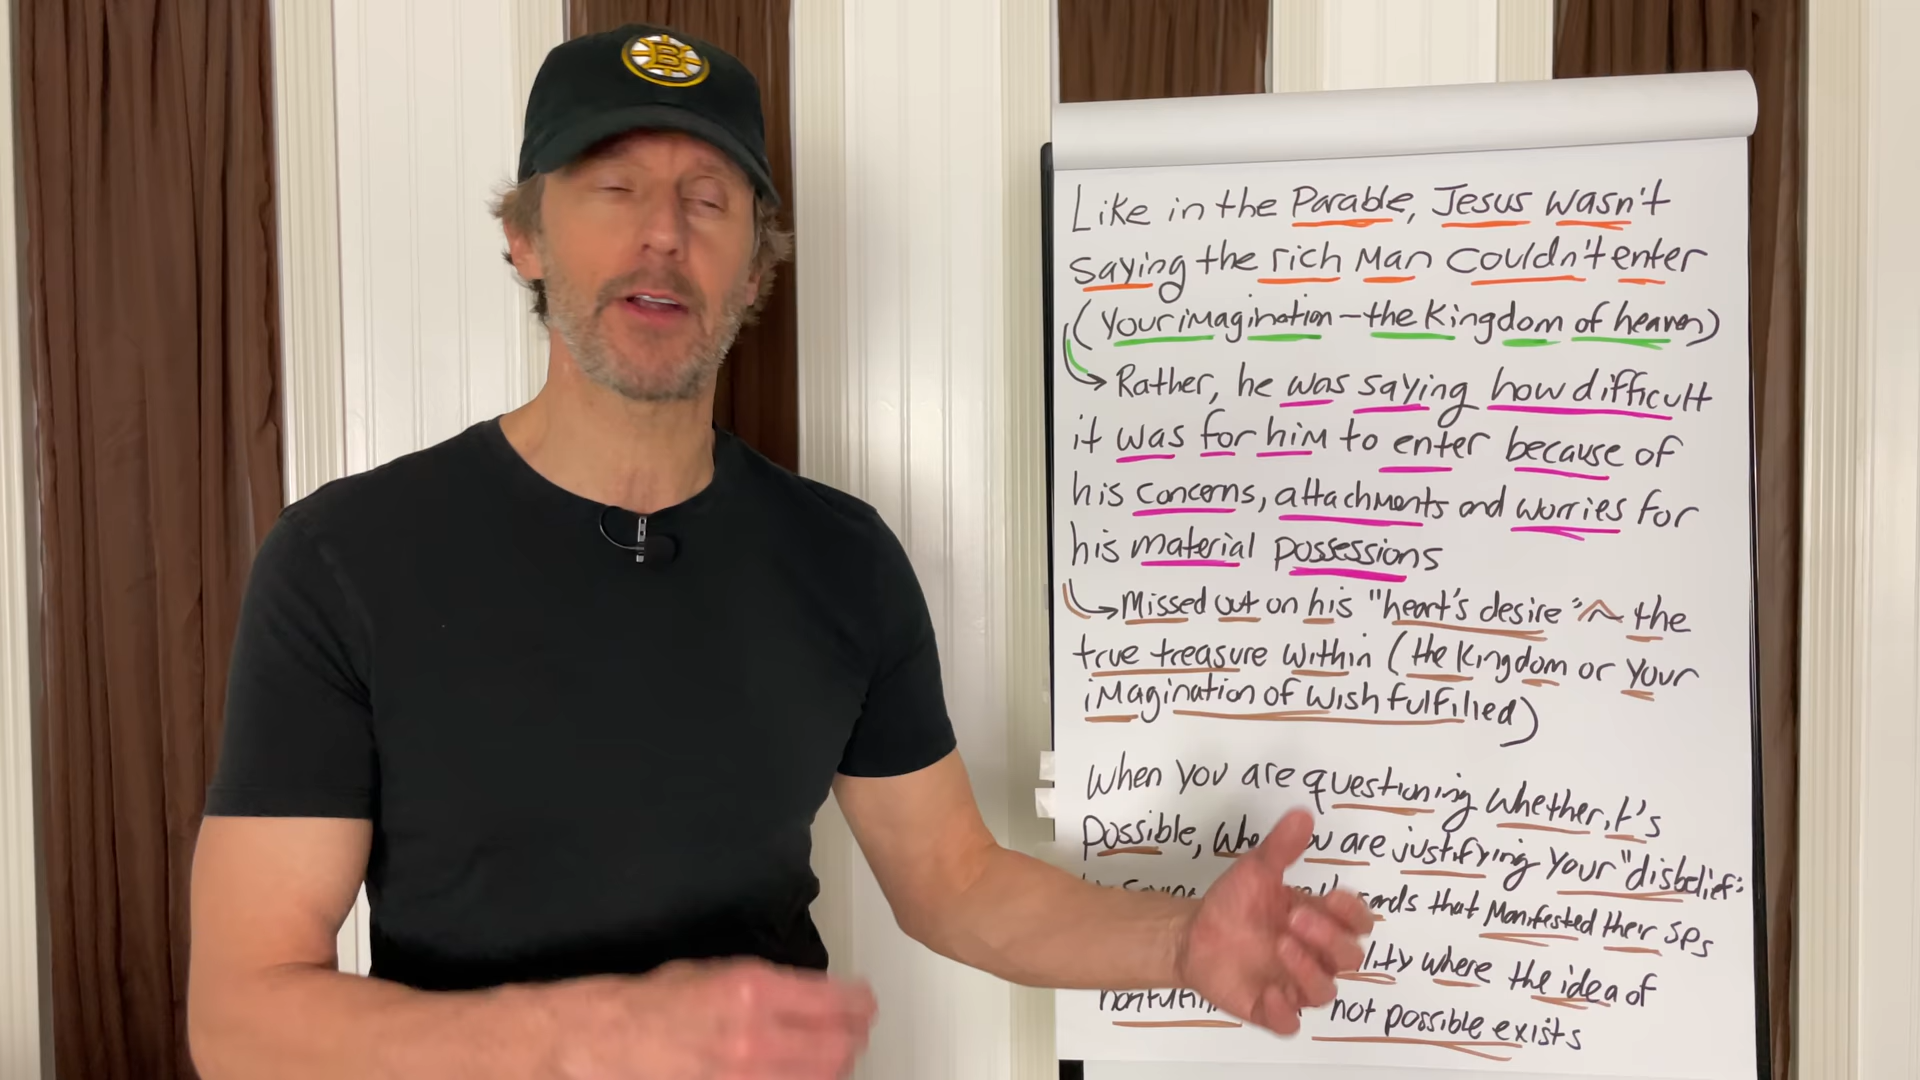 B
Like in the Parable, Jesus wasn't
saying the rich man couldn't enter
(your imagination - the Kingdom of heaven)
Rather, he was saying how difficult
it was for him to enter because of
his concerns, attachments and worries for
his material possessions
Missed out on his "heart's desire" ~ the
true treasure within (the Kingdom or your
imagination of wish fulfilled)
When you are questioning whether it's
possible, you are justifying your "disbelief:
that manifested their SPs
where the idea of
not possible exists